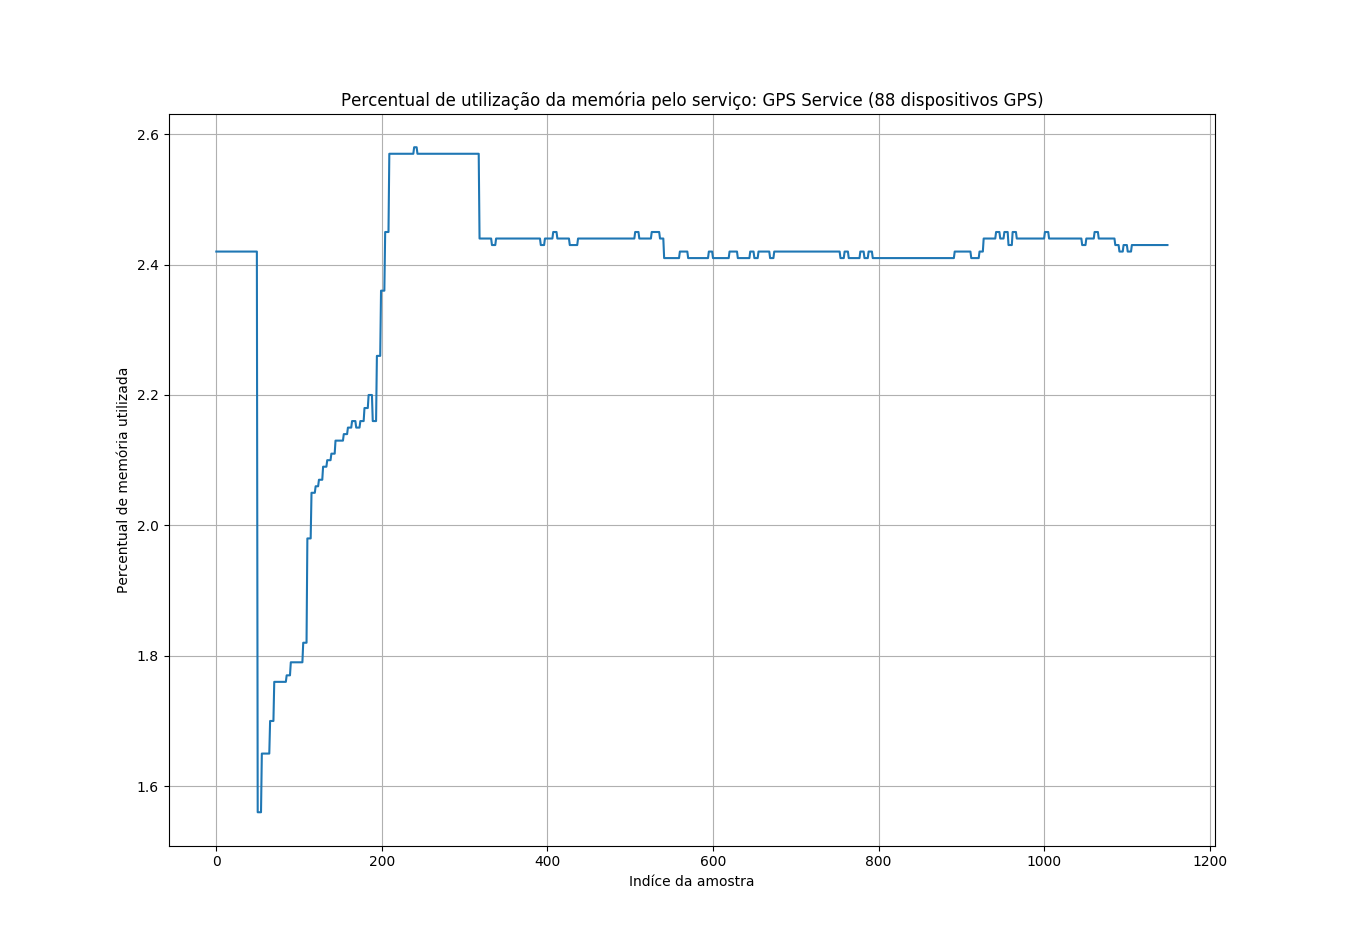 Percentual de utilização da memória pelo serviço: GPS Service (88 dispositivos GPS)
2.6
2.4
2.2
2.0
1.8
1.6
Percentual de memória utilizada
0 200 400 600 800 1000 1200
Indíce da amostra